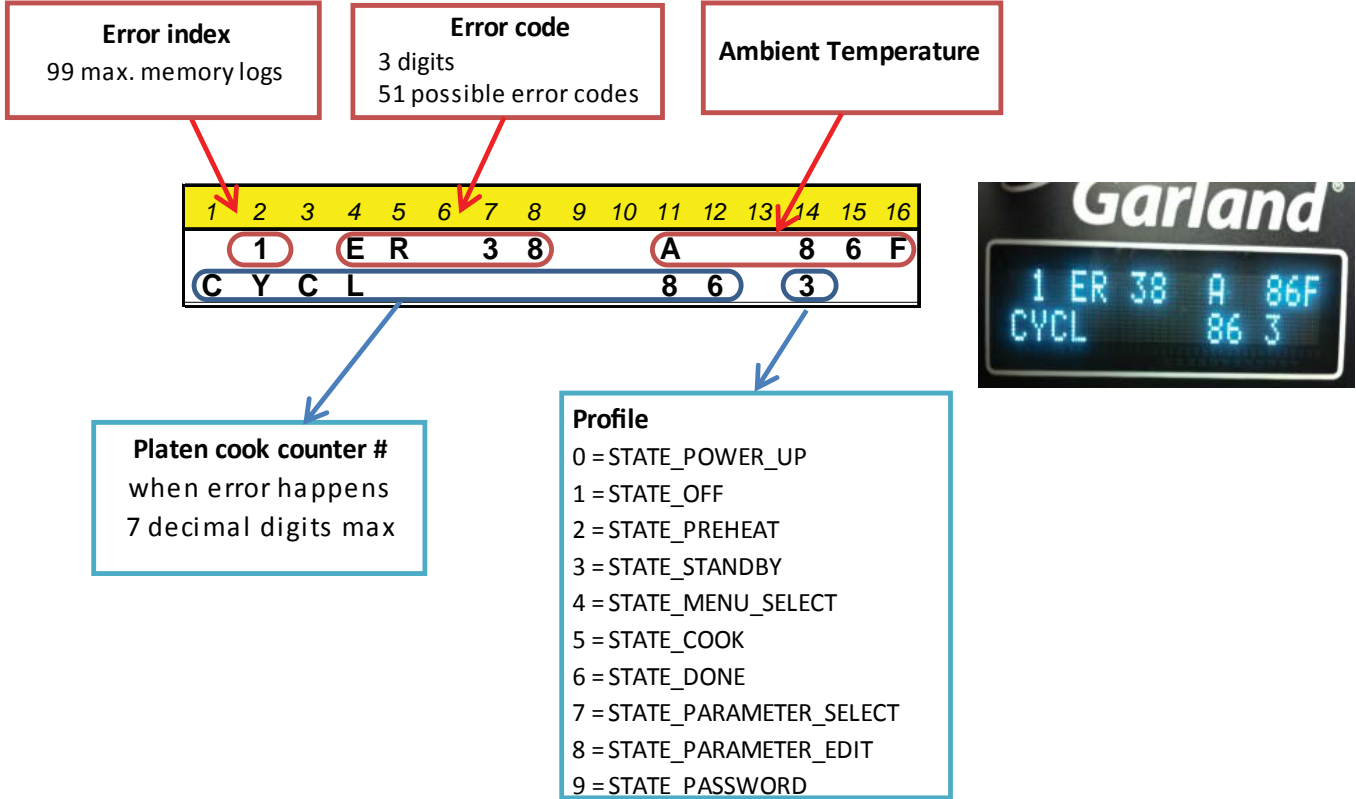 Error index
99 max. memory logs
Error code
3 digits
51 possible error codes
Ambient Temperature
1 2 3 4 5 6 7 8 9 10 11 12 13 14 15 16
1 E R 3 8 A 8 6 F
C Y C L 8 6 3
Garland®
1 ER 38 A 86F
CYCL 86 3
Platen cook counter #
when error happens
7 decimal digits max
Profile
0 = STATE_POWER_UP
1 = STATE_OFF
2 = STATE_PREHEAT
3 = STATE_STANDBY
4 = STATE_MENU_SELECT
5 = STATE_COOK
6 = STATE_DONE
7 = STATE_PARAMETER_SELECT
8 = STATE_PARAMETER_EDIT
9 = STATE_PASSWORD